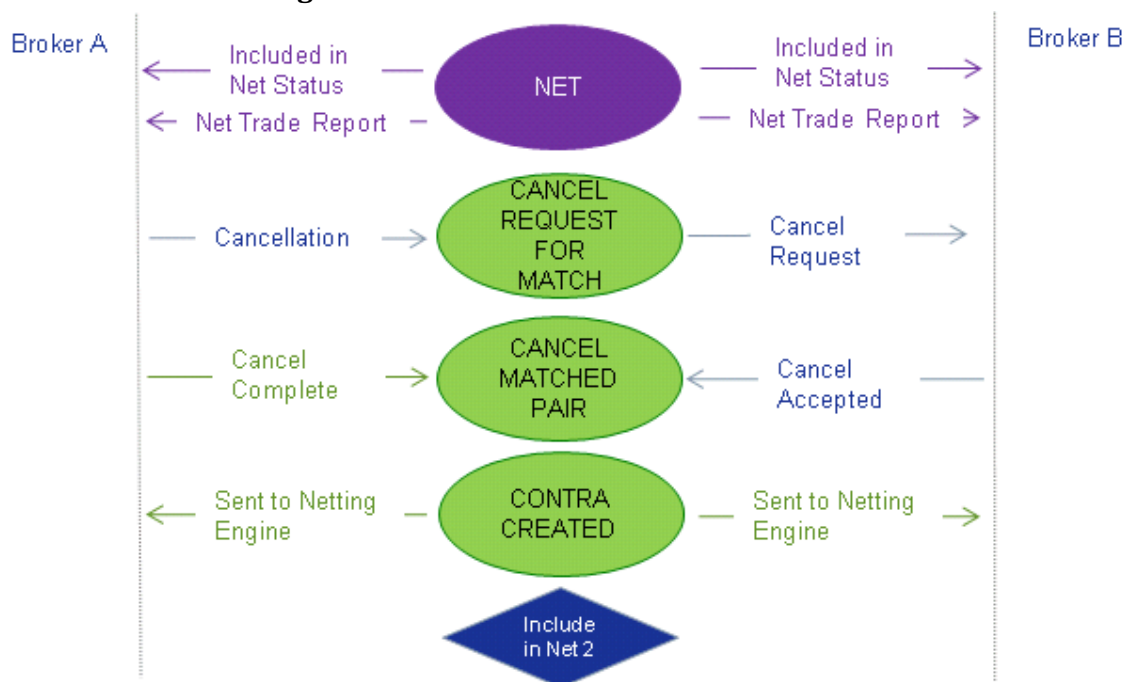 Broker A
Broker B
Included in
Net Status
NET
Included in
Net Status
Net Trade Report
Net Trade Report
CANCEL
REQUEST
FOR
MATCH
Cancellation
Cancel
Request
Cancel
Complete
CANCEL
MATCHED
PAIR
Cancel
Accepted
Sent to Netting
Engine
CONTRA
CREATED
Sent to Netting
Engine
Include
in Net 2